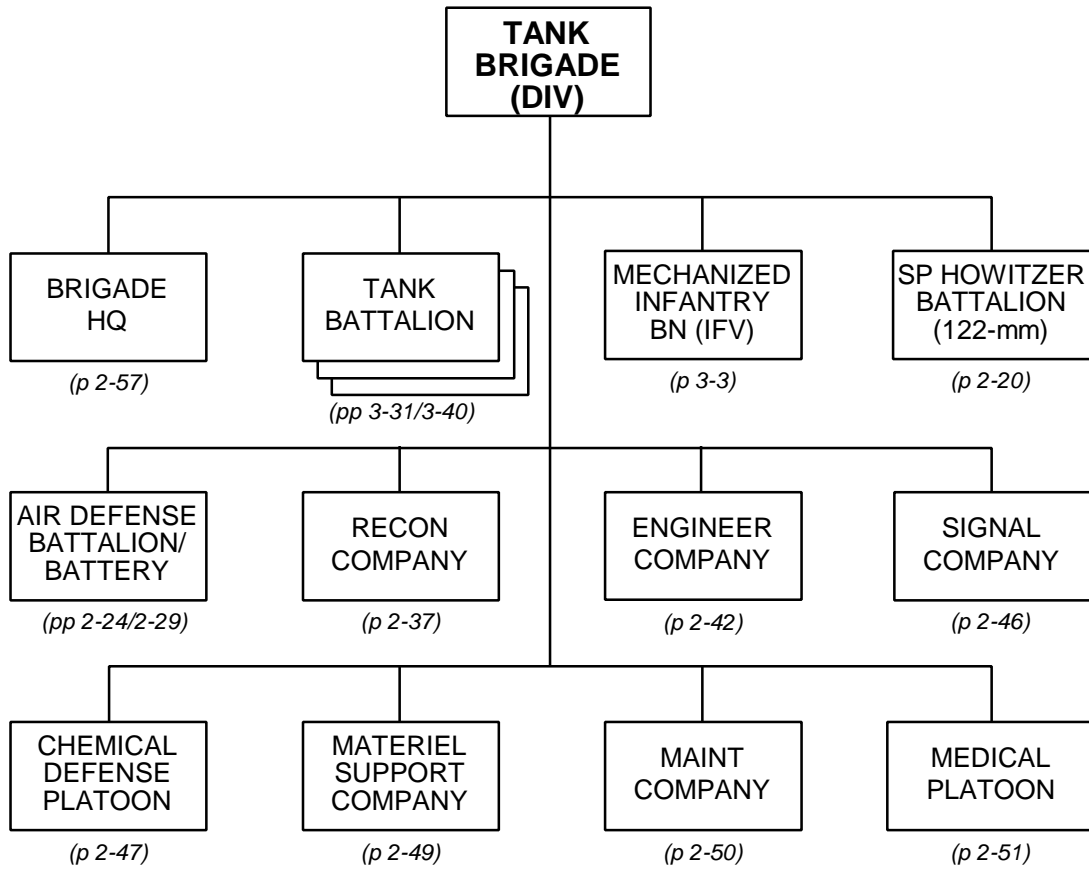 TANK
BRIGADE
(DIV)
BRIGADE
HQ
(p 2-57)
TANK
BATTALION
(pp 3-31/3-40)
MECHANIZED
INFANTRY
BN (IFV)
(p 3-3)
SP HOWITZER
BATTALION
(122-mm)
(p 2-20)
AIR DEFENSE
BATTALION/
BATTERY
(pp 2-24/2-29)
RECON
COMPANY
(p 2-37)
ENGINEER
COMPANY
(p 2-42)
SIGNAL
COMPANY
(p 2-46)
CHEMICAL
DEFENSE
PLATOON
(p 2-47)
MATERIEL
SUPPORT
COMPANY
(p 2-49)
MAINT
COMPANY
(p 2-50)
MEDICAL
PLATOON
(p 2-51)